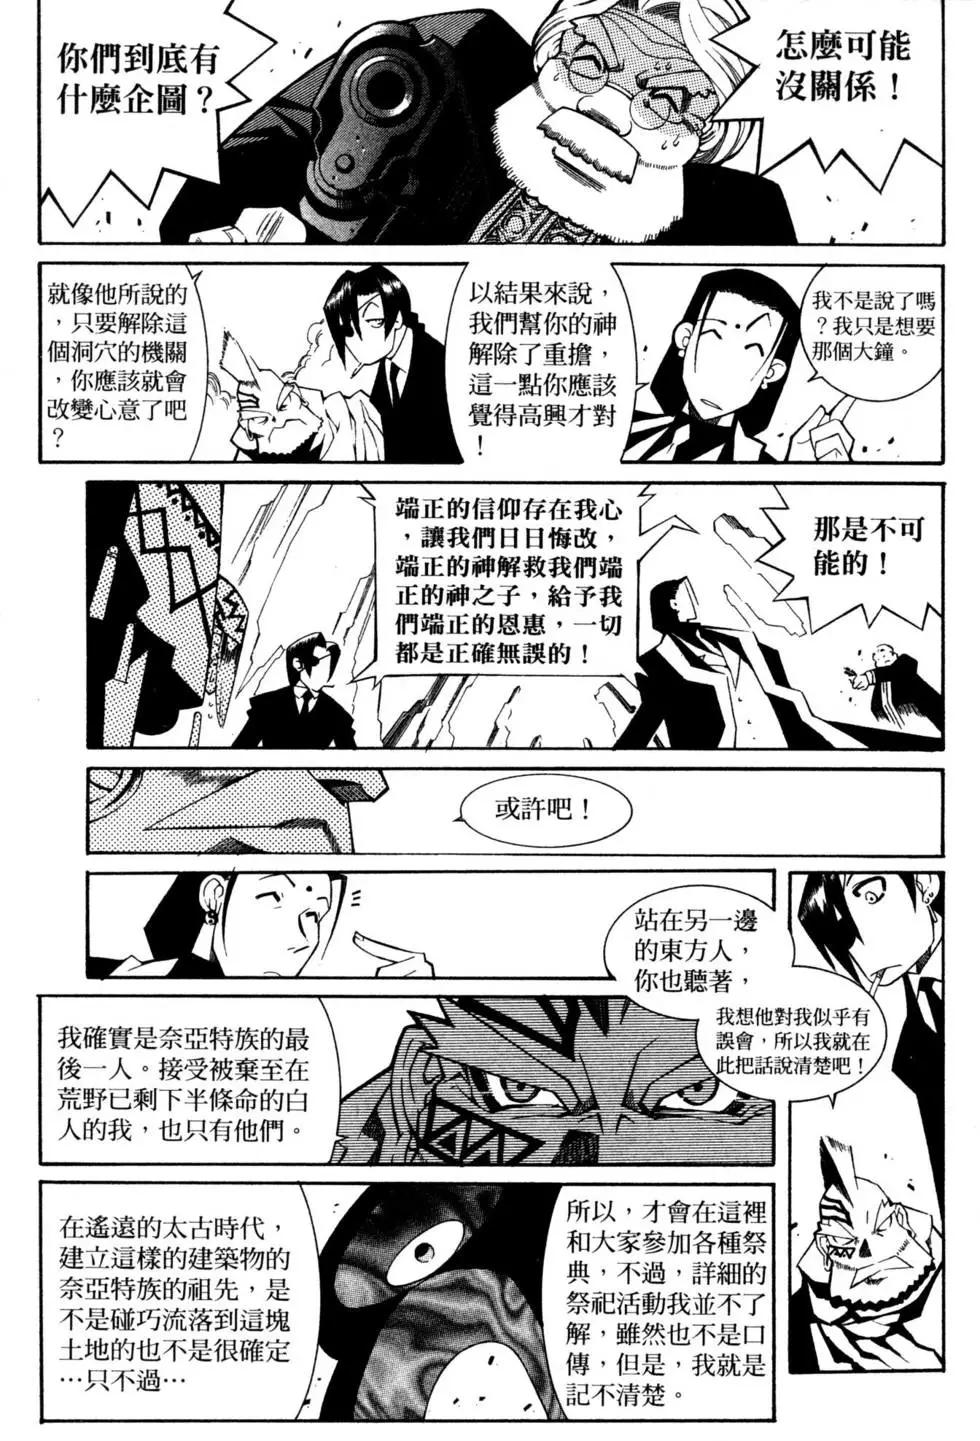 怎麼可能
沒關係！
你們到底有
什麼企圖？
我不是說了嗎
？我只是想要
那個大鐘。
以結果來說，
我們幫你的神
解除了重擔，
這一點你應該
覺得高興才對
！
就像他所說的
，只要解除這
個洞穴的機關
，你應該就會
改變心意了吧
？
那是不可
能的！
端正的信仰存在我心
，讓我們日日悔改，
端正的神解救我們端
正的神之子，給予我
們端正的恩惠，一切
都是正確無誤的！
或許吧！
站在另一邊
的東方人，
你也聽著，
我想他對我似乎有
誤會，所以我就在
此把話說清楚吧！
我確實是奈亞特族的最
後一人。接受被棄至在
荒野已剩下半條命的白
人的我，也只有他們。
所以，才會在這裡
和大家參加各種祭
典，不過，詳細的
祭祀活動我並不了
解，雖然也不是口
傳，但是，我就是
記不清楚。
在遙遠的太古時代，
建立這樣的建築物的
奈亞特族的祖先，是
不是碰巧流落到這塊
土地的也不是很確定
…只不過…